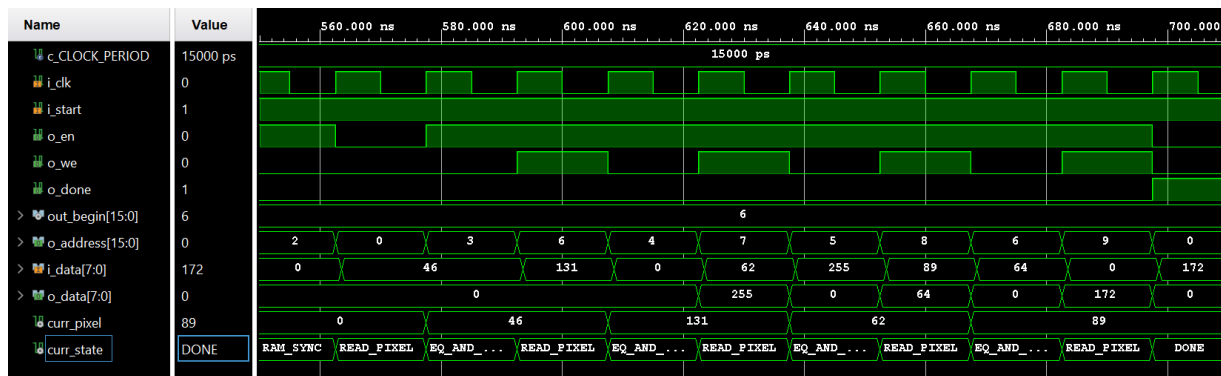 Name Value 560.000 ns 580.000 ns 600.000 ns 620.000 ns 640.000 ns 660.000 ns 680.000 ns 700.000
c_CLOCK_PERIOD 15000 ps 15000 ps
i_clk 0
i_start 1
o_en 0
o_we 0
o_done 1
out_begin[15:0] 6 6
o_address[15:0] 0 2 0 3 6 4 7 5 8 6 9 0
i_data[7:0] 172 0 46 131 0 62 255 89 64 0 172
o_data[7:0] 0 0 255 0 64 0 172 0
curr_pixel 89 0 46 131 62 89
curr_state DONE RAM_SYNC READ_PIXEL EQ_AND_... READ_PIXEL EQ_AND_... READ_PIXEL EQ_AND_... READ_PIXEL EQ_AND_... READ_PIXEL DONE